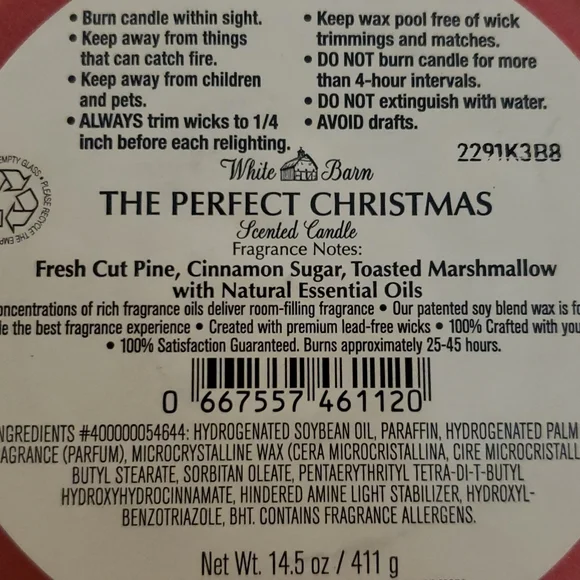 • Burn candle within sight.
• Keep away from things
that can catch fire.
• Keep away from children
and pets.
• ALWAYS trim wicks to 1/4
inch before each relighting.
• Keep wax pool free of wick
trimmings and matches.
• DO NOT burn candle for more
than 4-hour intervals.
• DO NOT extinguish with water.
• AVOID drafts.
2291K3B8
EMPTY GLASS • PLEASE RECYCLE THE EMP
White Barn
THE PERFECT CHRISTMAS
Scented Candle
Fragrance Notes:
Fresh Cut Pine, Cinnamon Sugar, Toasted Marshmallow
with Natural Essential Oils
oncentrations of rich fragrance oils deliver room-filling fragrance • Our patented soy blend wax is fo
le the best fragrance experience • Created with premium lead-free wicks • 100% Crafted with you
• 100% Satisfaction Guaranteed. Burns approximately 25-45 hours.
0 667557 461120
NGREDIENTS #400000054644: HYDROGENATED SOYBEAN OIL, PARAFFIN, HYDROGENATED PALM
AGRANCE (PARFUM), MICROCRYSTALLINE WAX (CERA MICROCRISTALLINA, CIRE MICROCRISTALL
BUTYL STEARATE, SORBITAN OLEATE, PENTAERYTHRITYL TETRA-DI-T-BUTYL
HYDROXYHYDROCINNAMATE, HINDERED AMINE LIGHT STABILIZER, HYDROXYL-
BENZOTRIAZOLE, BHT. CONTAINS FRAGRANCE ALLERGENS.
Net Wt. 14.5 oz / 411 g